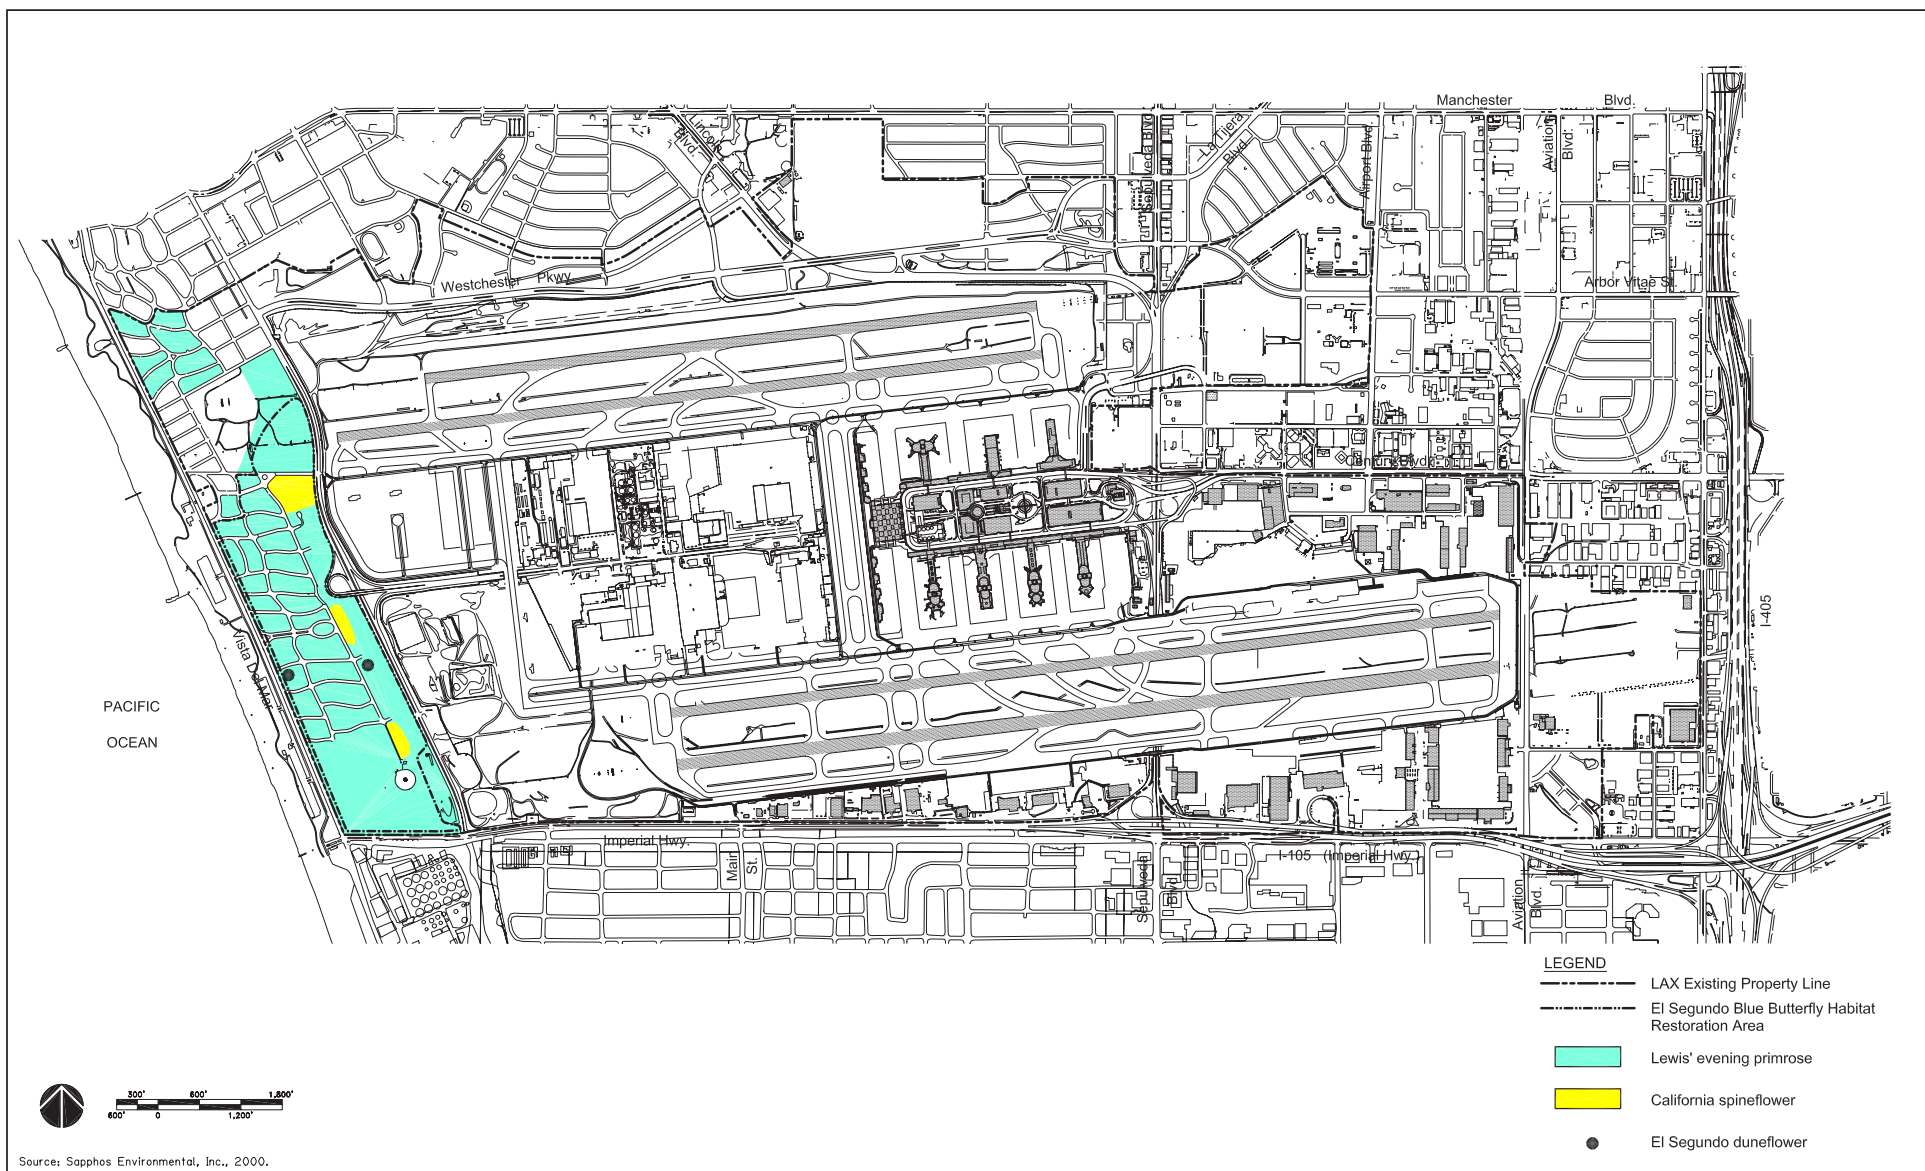 Manchester Blvd.
Lincoln
Blvd.
Sepulveda Blvd.
La Tijera
Blvd.
Airport Blvd.
Aviation
Blvd.
Westchester Pkwy
Arbor Vitae St.
Century Blvd.
I-405
Vista Del Mar
PACIFIC
OCEAN
Imperial Hwy.
Main
St.
I-105 (Imperial Hwy.)
Sepulveda
Blvd.
Aviation
Blvd.
LEGEND
LAX Existing Property Line
El Segundo Blue Butterfly Habitat
Restoration Area
Lewis' evening primrose
California spineflower
El Segundo duneflower
300' 600' 1,800'
600' 0 1,200'
Source: Sapphos Environmental, Inc., 2000.